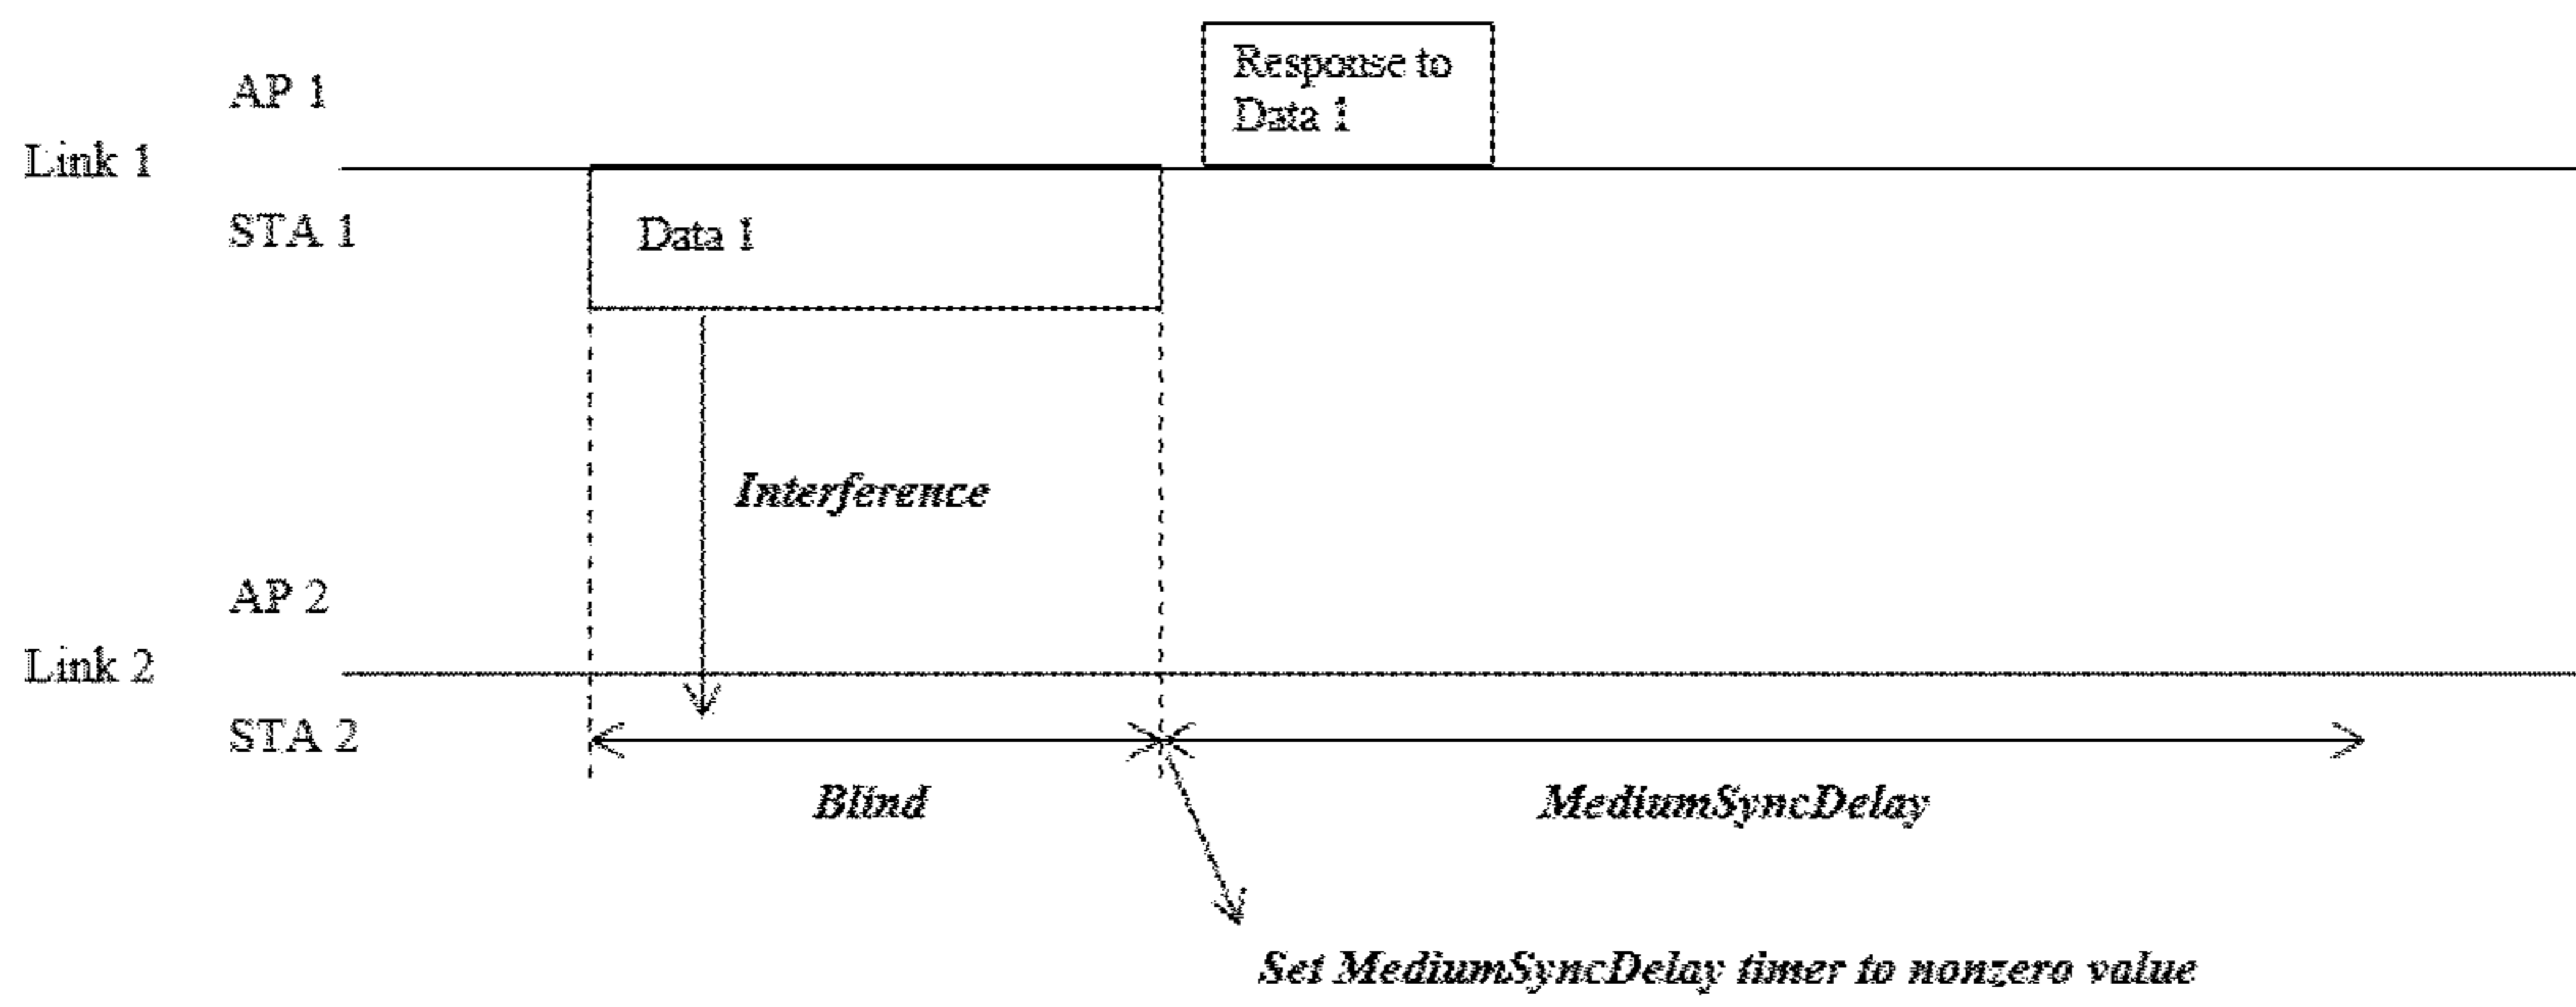 Response to
Data 1
AP 1
Link 1
STA 1
Data 1
Interference
AP 2
Link 2
STA 2
Blind
MediumSyncDelay
Set MediumSyncDelay timer to nonzero value